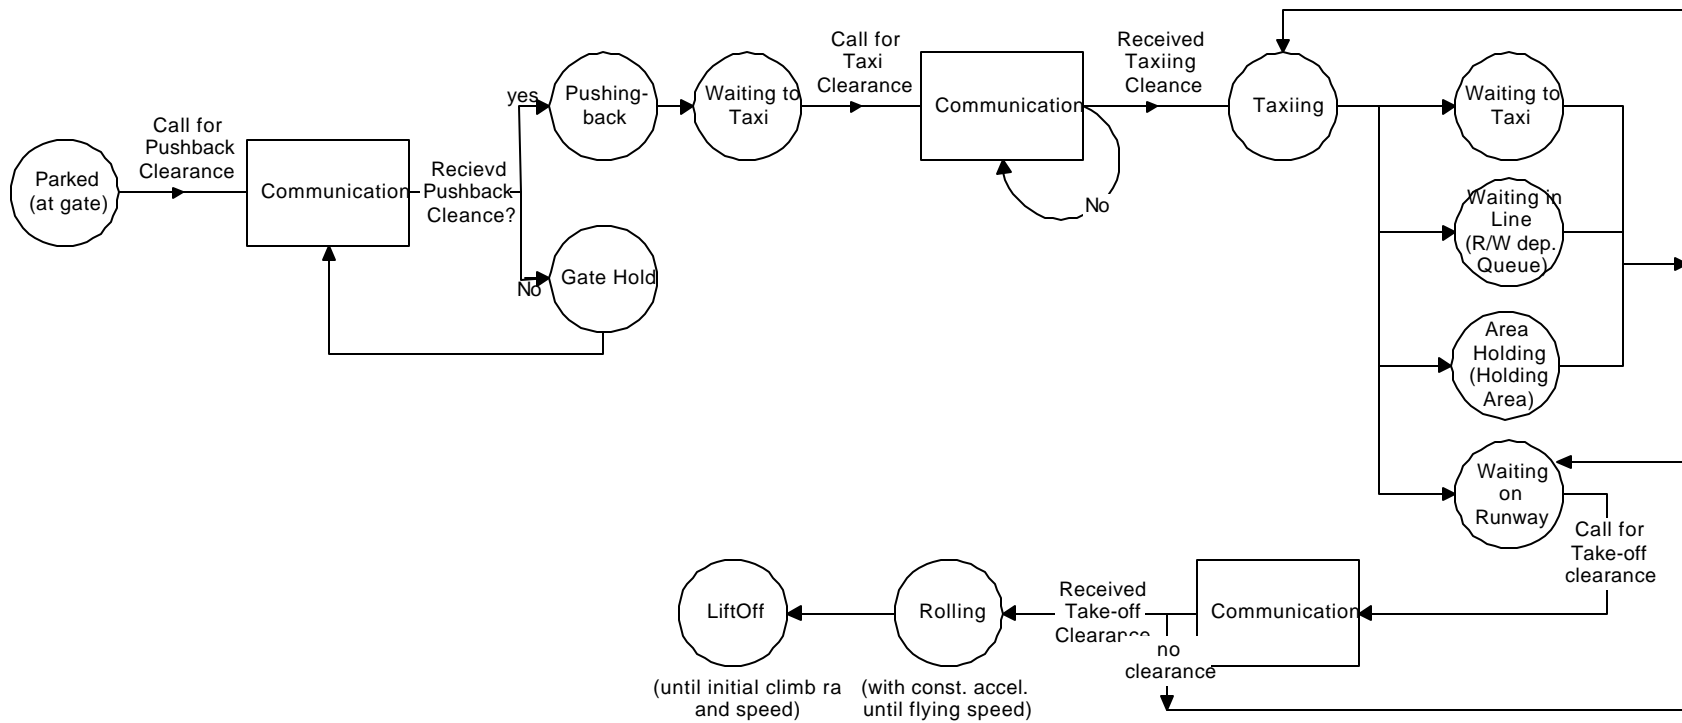 Parked
(at gate)
Call for
Pushback
Clearance
Communication
Recievd
Pushback
Cleance?
yes
No
Pushing-
back
Gate Hold
Waiting to
Taxi
Call for
Taxi
Clearance
Communication
No
Received
Taxiing
Cleance
Taxiing
Waiting to
Taxi
Waiting in
Line
(R/W dep.
Queue)
Area
Holding
(Holding
Area)
Waiting
on
Runway
Call for
Take-off
clearance
Communication
Received
Take-off
Clearance
no
clearance
Rolling
(with const. accel.
until flying speed)
LiftOff
(until initial climb ra
and speed)